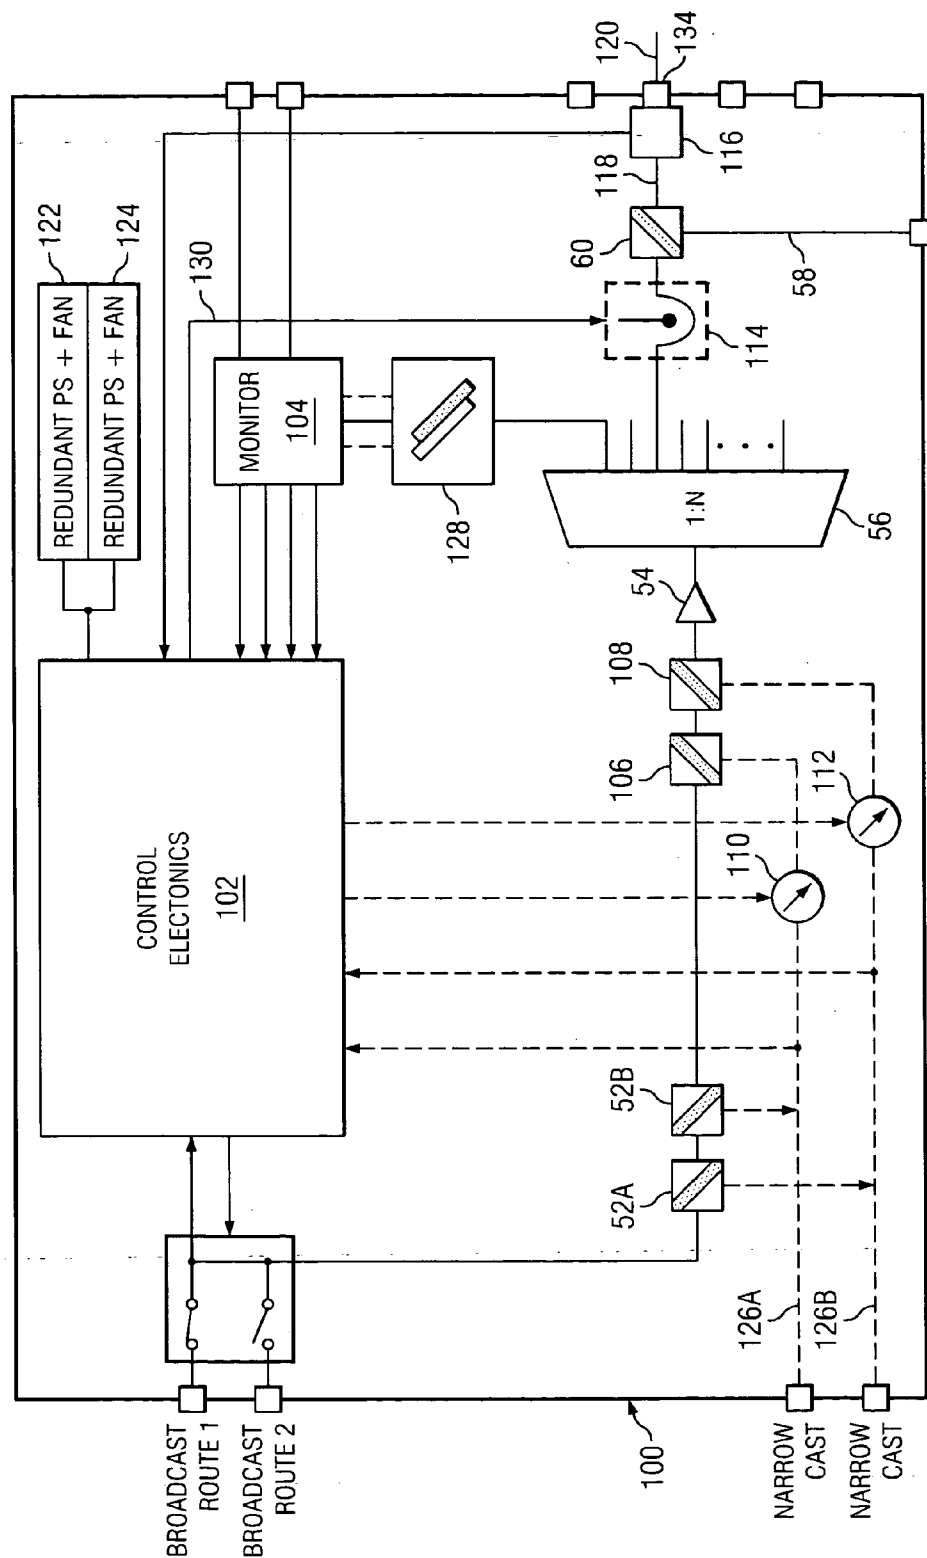 REDUNDANT PS + FAN
122
REDUNDANT PS + FAN
124
130
CONTROL
ELECTONICS
102
MONITOR
104
128
BROADCAST
ROUTE 1
BROADCAST
ROUTE 2
100
NARROW
CAST
NARROW
CAST
126A
126B
52A
52B
110
112
106
108
54
1:N
56
114
60
58
118
116
120
134